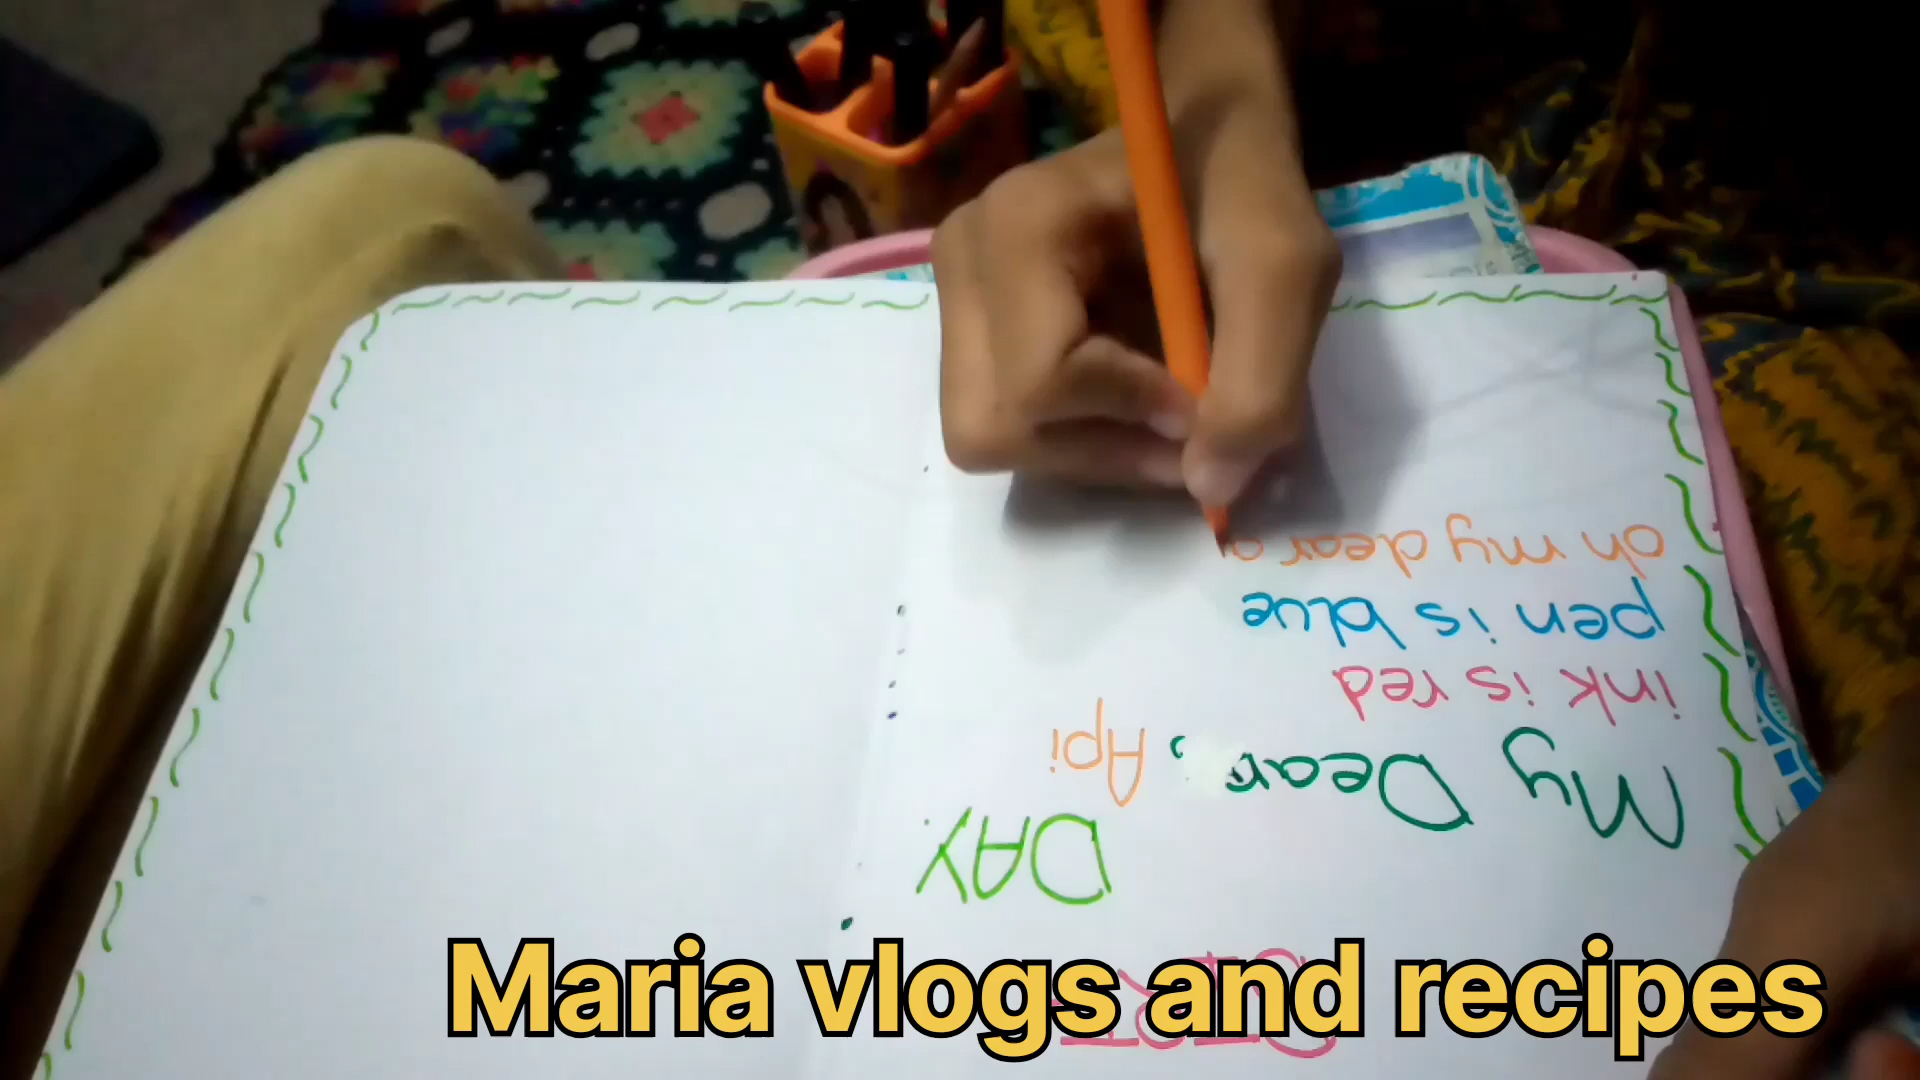 DAY
My Dear, Api
ink is red
pen is blue
oh my dear a
Maria vlogs and recipes